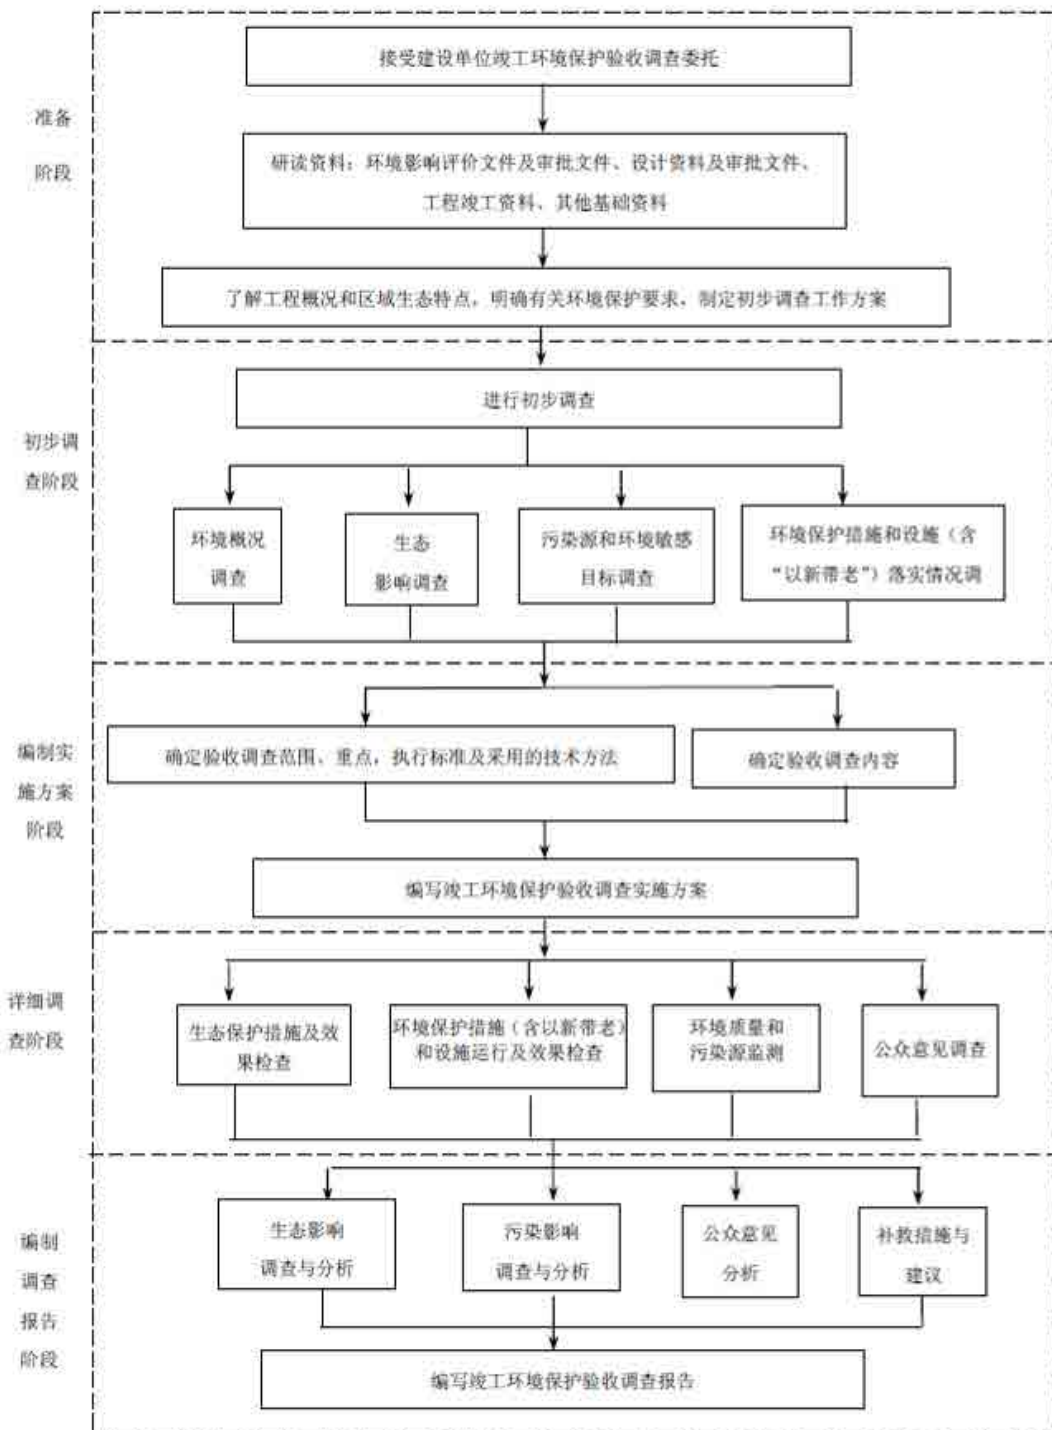 准备
阶段
接受建设单位竣工环境保护验收调查委托
研读资料：环境影响评价文件及审批文件、设计资料及审批文件、
工程竣工资料、其他基础资料
了解工程概况和区域生态特点，明确有关环境保护要求，制定初步调查工作方案
初步调
查阶段
进行初步调查
环境概况
调查
生态
影响调查
污染源和环境敏感
目标调查
环境保护措施和设施（含
“以新带老”）落实情况调
编制实
施方案
阶段
确定验收调查范围、重点，执行标准及采用的技术方法
确定验收调查内容
编写竣工环境保护验收调查实施方案
详细调
查阶段
生态保护措施及效
果检查
环境保护措施（含以新带老）
和设施运行及效果检查
环境质量和
污染源监测
公众意见调查
编制
调查
报告
阶段
生态影响
调查与分析
污染影响
调查与分析
公众意见
分析
补救措施与
建议
编写竣工环境保护验收调查报告